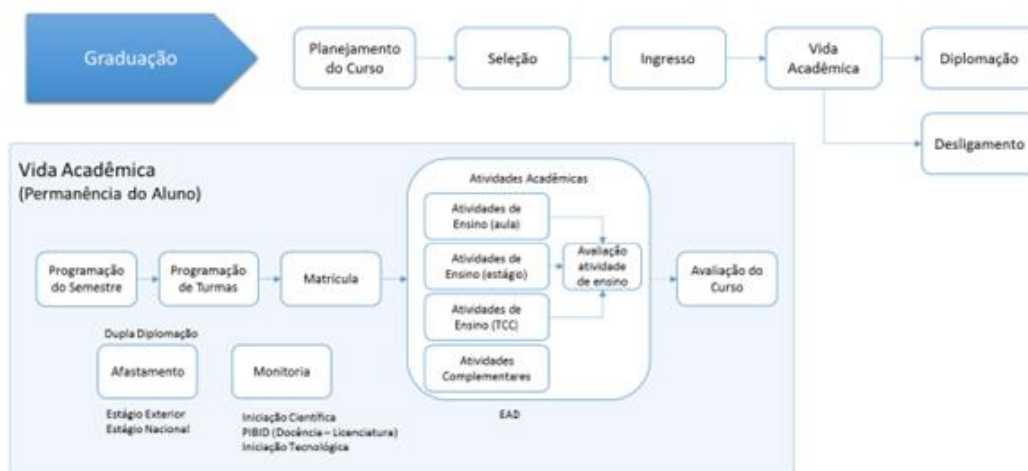 Graduação
Planejamento
do Curso
Seleção
Ingresso
Vida
Acadêmica
Diplomação
Desligamento
Vida Acadêmica
(Permanência do Aluno)
Programação
do Semestre
Programação
de Turmas
Matrícula
Atividades Acadêmicas
Atividades de
Ensino (aula)
Atividades de
Ensino (estágio)
Atividades de
Ensino (TCC)
Atividades
Complementares
Avaliação
atividade
de ensino
Avaliação do
Curso
EAD
Dupla Diplomação
Afastamento
Estágio Exterior
Estágio Nacional
Monitoria
Iniciação Científica
PIBID (Docência – Licenciatura)
Iniciação Tecnológica